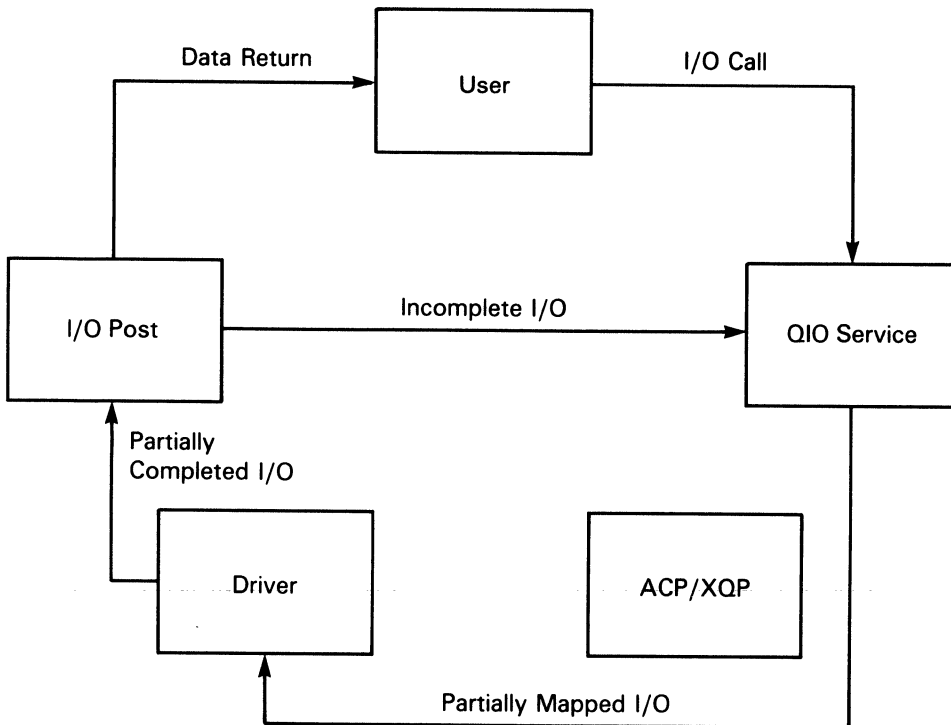 Data Return
User
I/O Call
I/O Post
Incomplete I/O
QIO Service
Partially
Completed I/O
Driver
ACP/XQP
Partially Mapped I/O